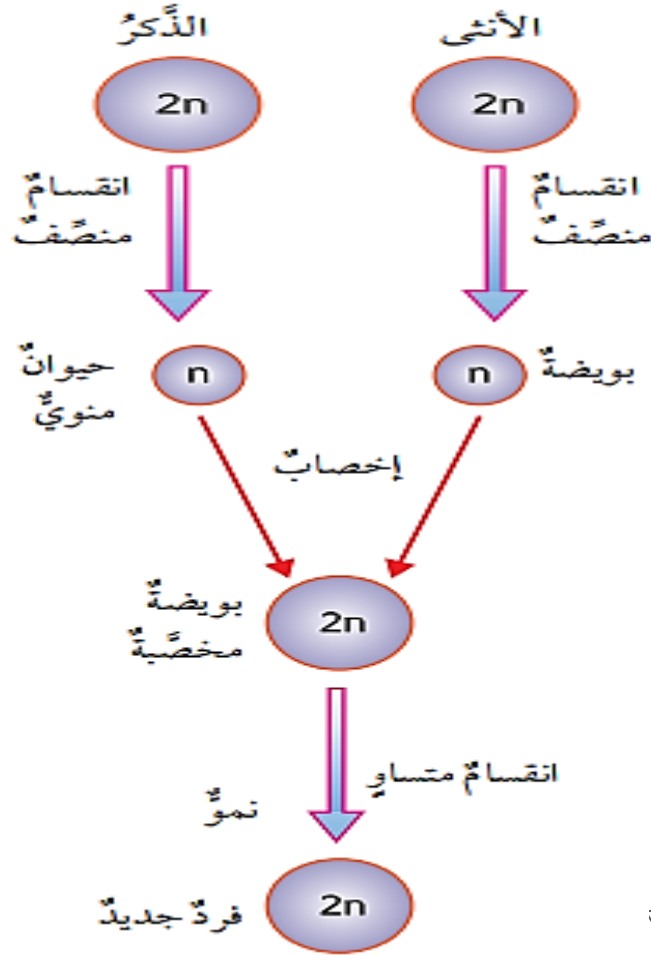 الأنثى
الذَّكرُ
2n
2n
انقسامٌ
منصَّفٌ
انقسامٌ
منصَّفٌ
بويضةٌ
n
n
حيوانٌ
منويٌّ
إخصابٌ
2n
بويضةٌ
مخصَّبةٌ
انقسامٌ متساوٍ
نموٌّ
2n
فردٌ جديدٌ